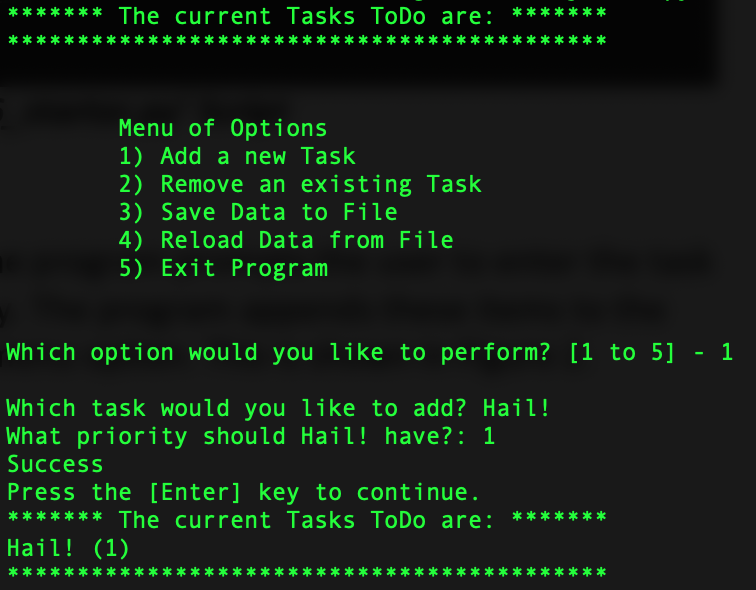 ******* The current Tasks ToDo are: *******
*******************************************
Menu of Options
1) Add a new Task
2) Remove an existing Task
3) Save Data to File
4) Reload Data from File
5) Exit Program
Which option would you like to perform? [1 to 5] - 1
Which task would you like to add? Hail!
What priority should Hail! have?: 1
Success
Press the [Enter] key to continue.
******* The current Tasks ToDo are: *******
Hail! (1)
*******************************************